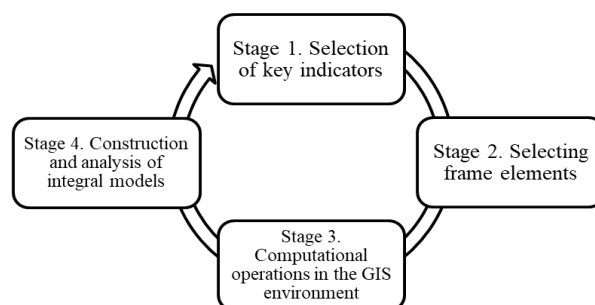 Stage 1. Selection
of key indicators
Stage 2. Selecting
frame elements
Stage 3.
Computational
operations in the GIS
environment
Stage 4. Construction
and analysis of
integral models